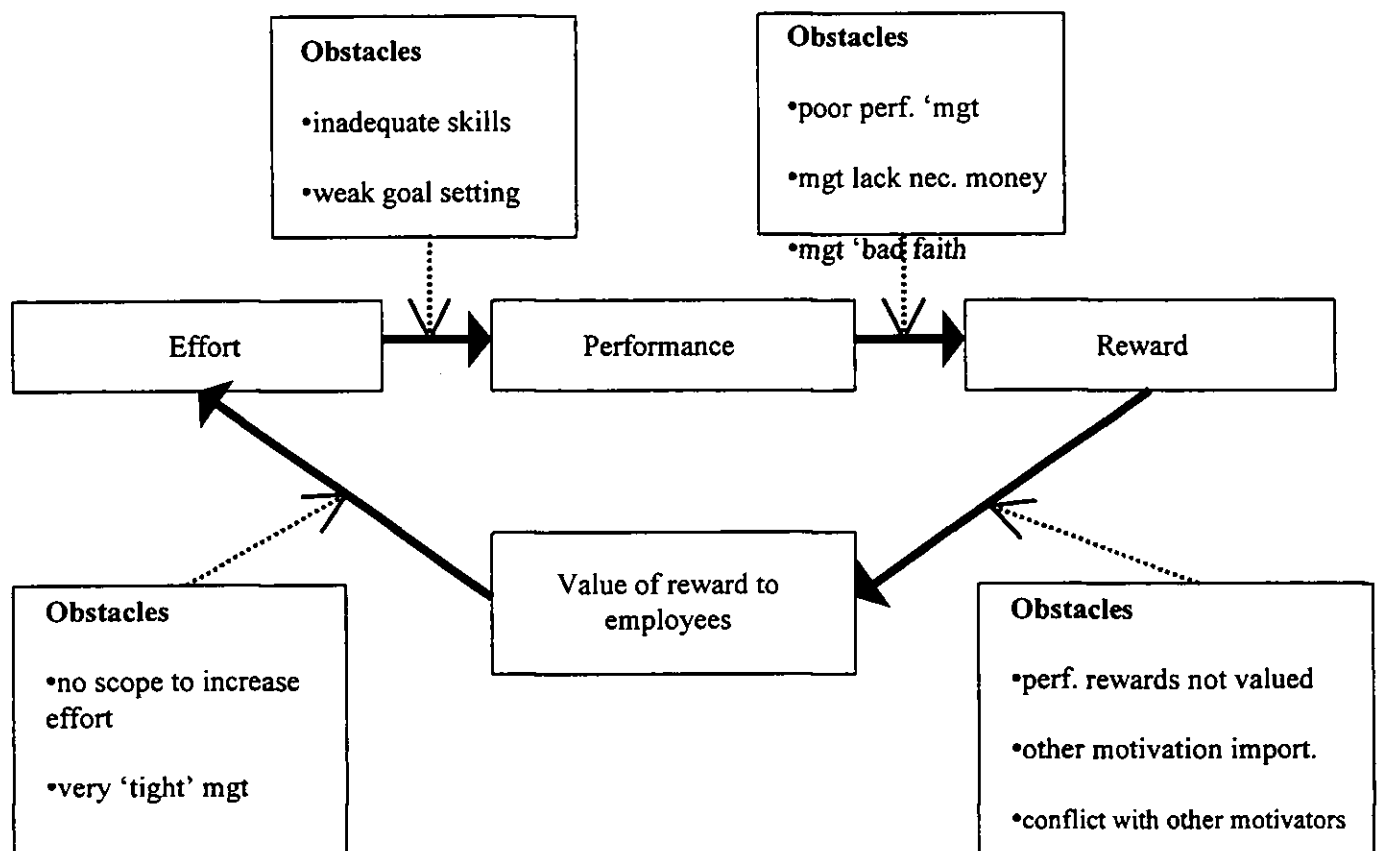 Obstacles
•inadequate skills
•weak goal setting
Obstacles
•poor perf. ‘mgt
•mgt lack nec. money
•mgt ‘bad faith
Effort
Performance
Reward
Value of reward to
employees
Obstacles
•no scope to increase
effort
•very ‘tight’ mgt
Obstacles
•perf. rewards not valued
•other motivation import.
•conflict with other motivators